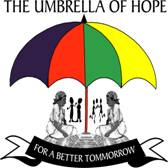 THE UMBRELLA OF HOPE
FOR A BETTER TOMMORROW